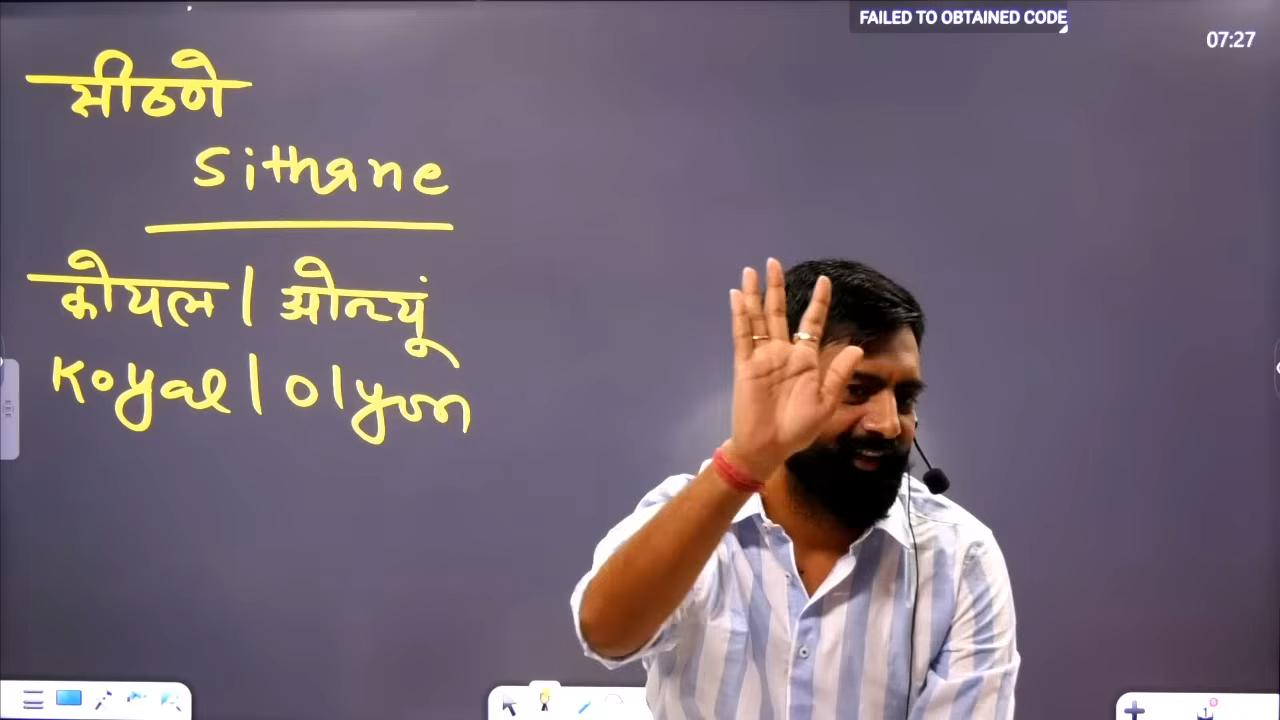 FAILED TO OBTAINED CODE
07:27
सीठणे
Sithane
कोयल | ओल्यूं
Koyal | Olyun